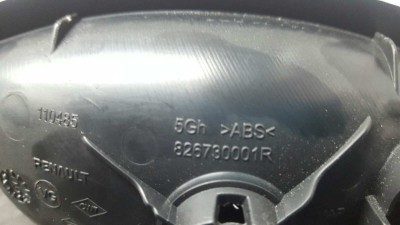 110485
5Gh >ABS<
826730001R
RENAULT